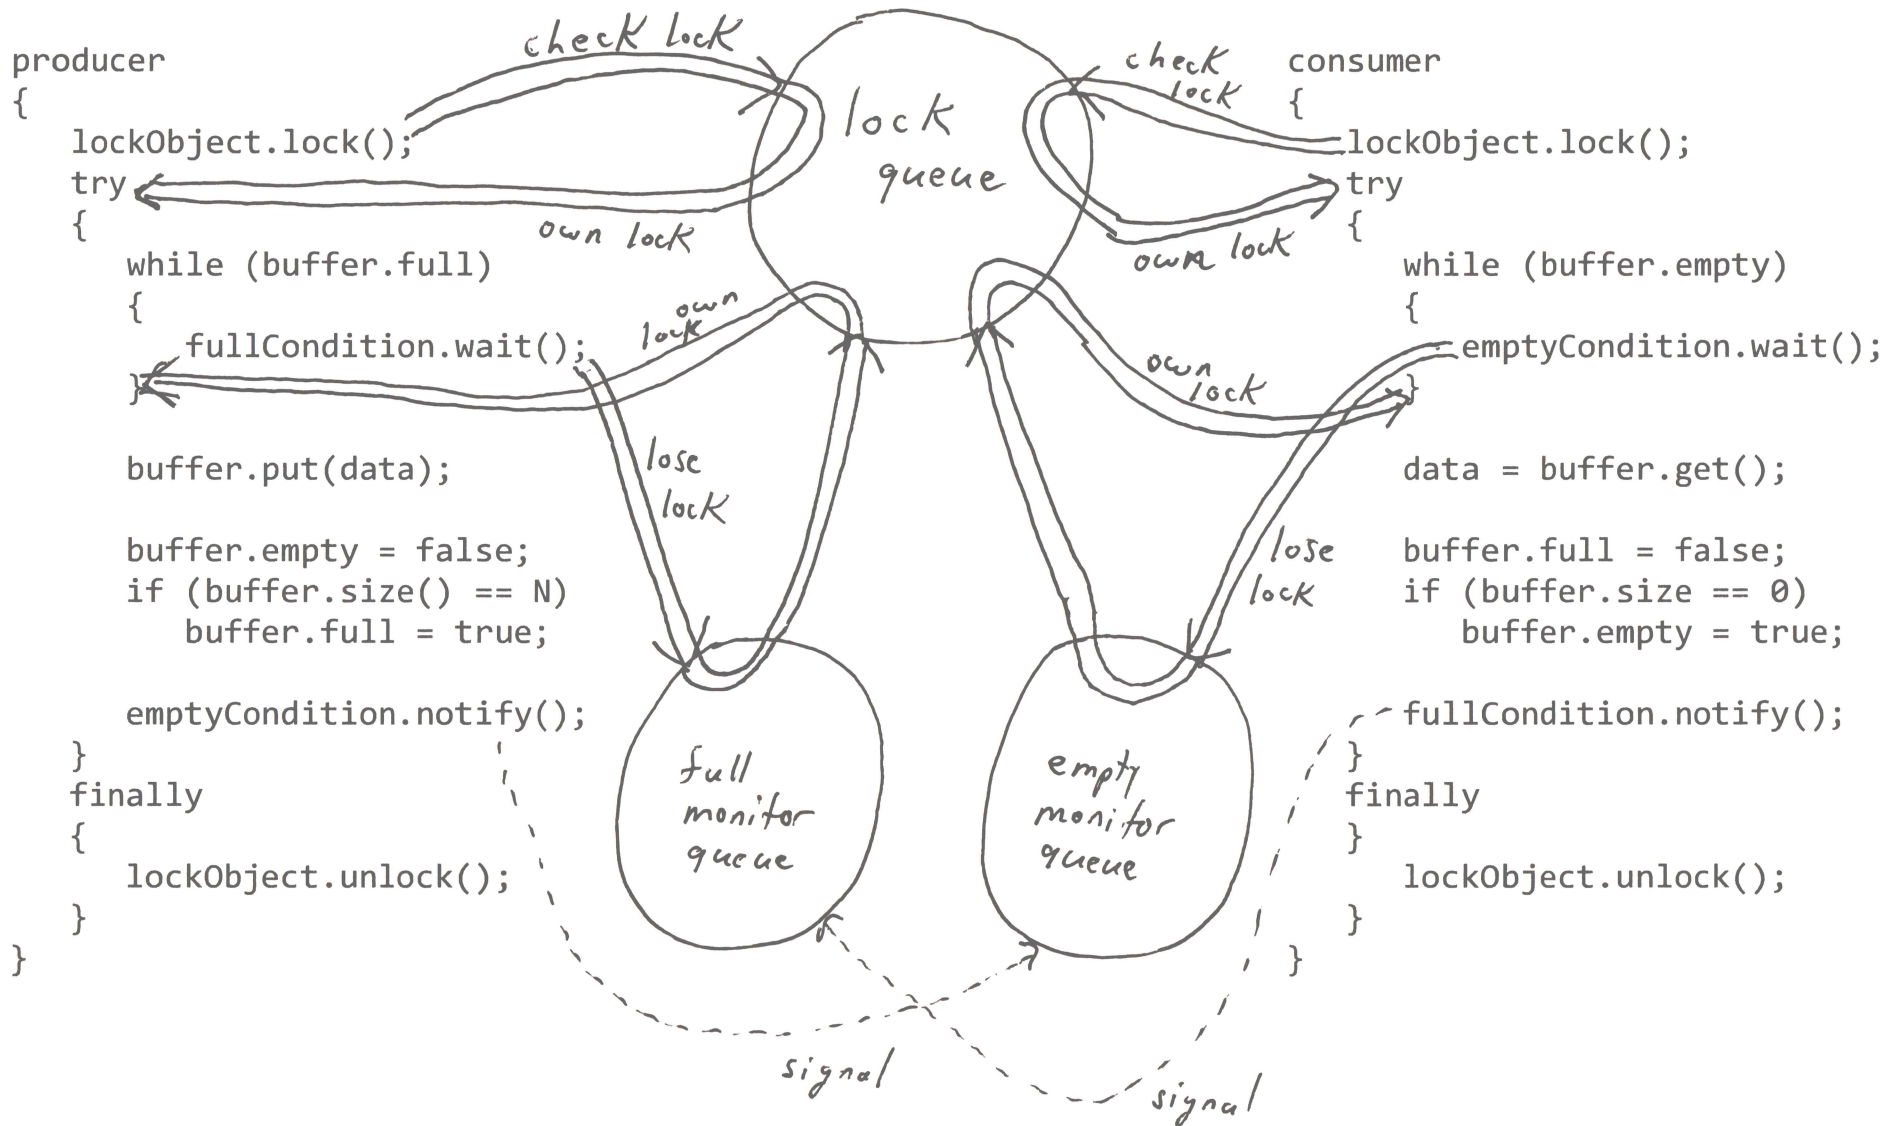 producer
{
lockObject.lock();
try
{
while (buffer.full)
{
fullCondition.wait();
}
buffer.put(data);
buffer.empty = false;
if (buffer.size() == N)
buffer.full = true;
emptyCondition.notify();
}
finally
{
lockObject.unlock();
}
}
check lock
own lock
own
lock
lose
lock
lock
queue
full
monitor
queue
signal
check
lock
own lock
own
lock
lose
lock
empty
monitor
queue
signal
consumer
{
lockObject.lock();
try
{
while (buffer.empty)
{
emptyCondition.wait();
}
data = buffer.get();
buffer.full = false;
if (buffer.size == 0)
buffer.empty = true;
fullCondition.notify();
}
finally
}
lockObject.unlock();
}
}